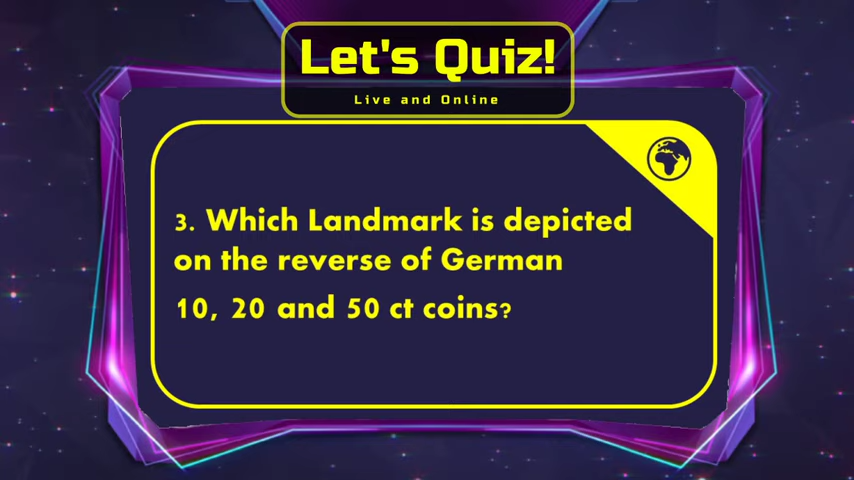 Let's Quiz!
Live and Online
3. Which Landmark is depicted
on the reverse of German
10, 20 and 50 ct coins?